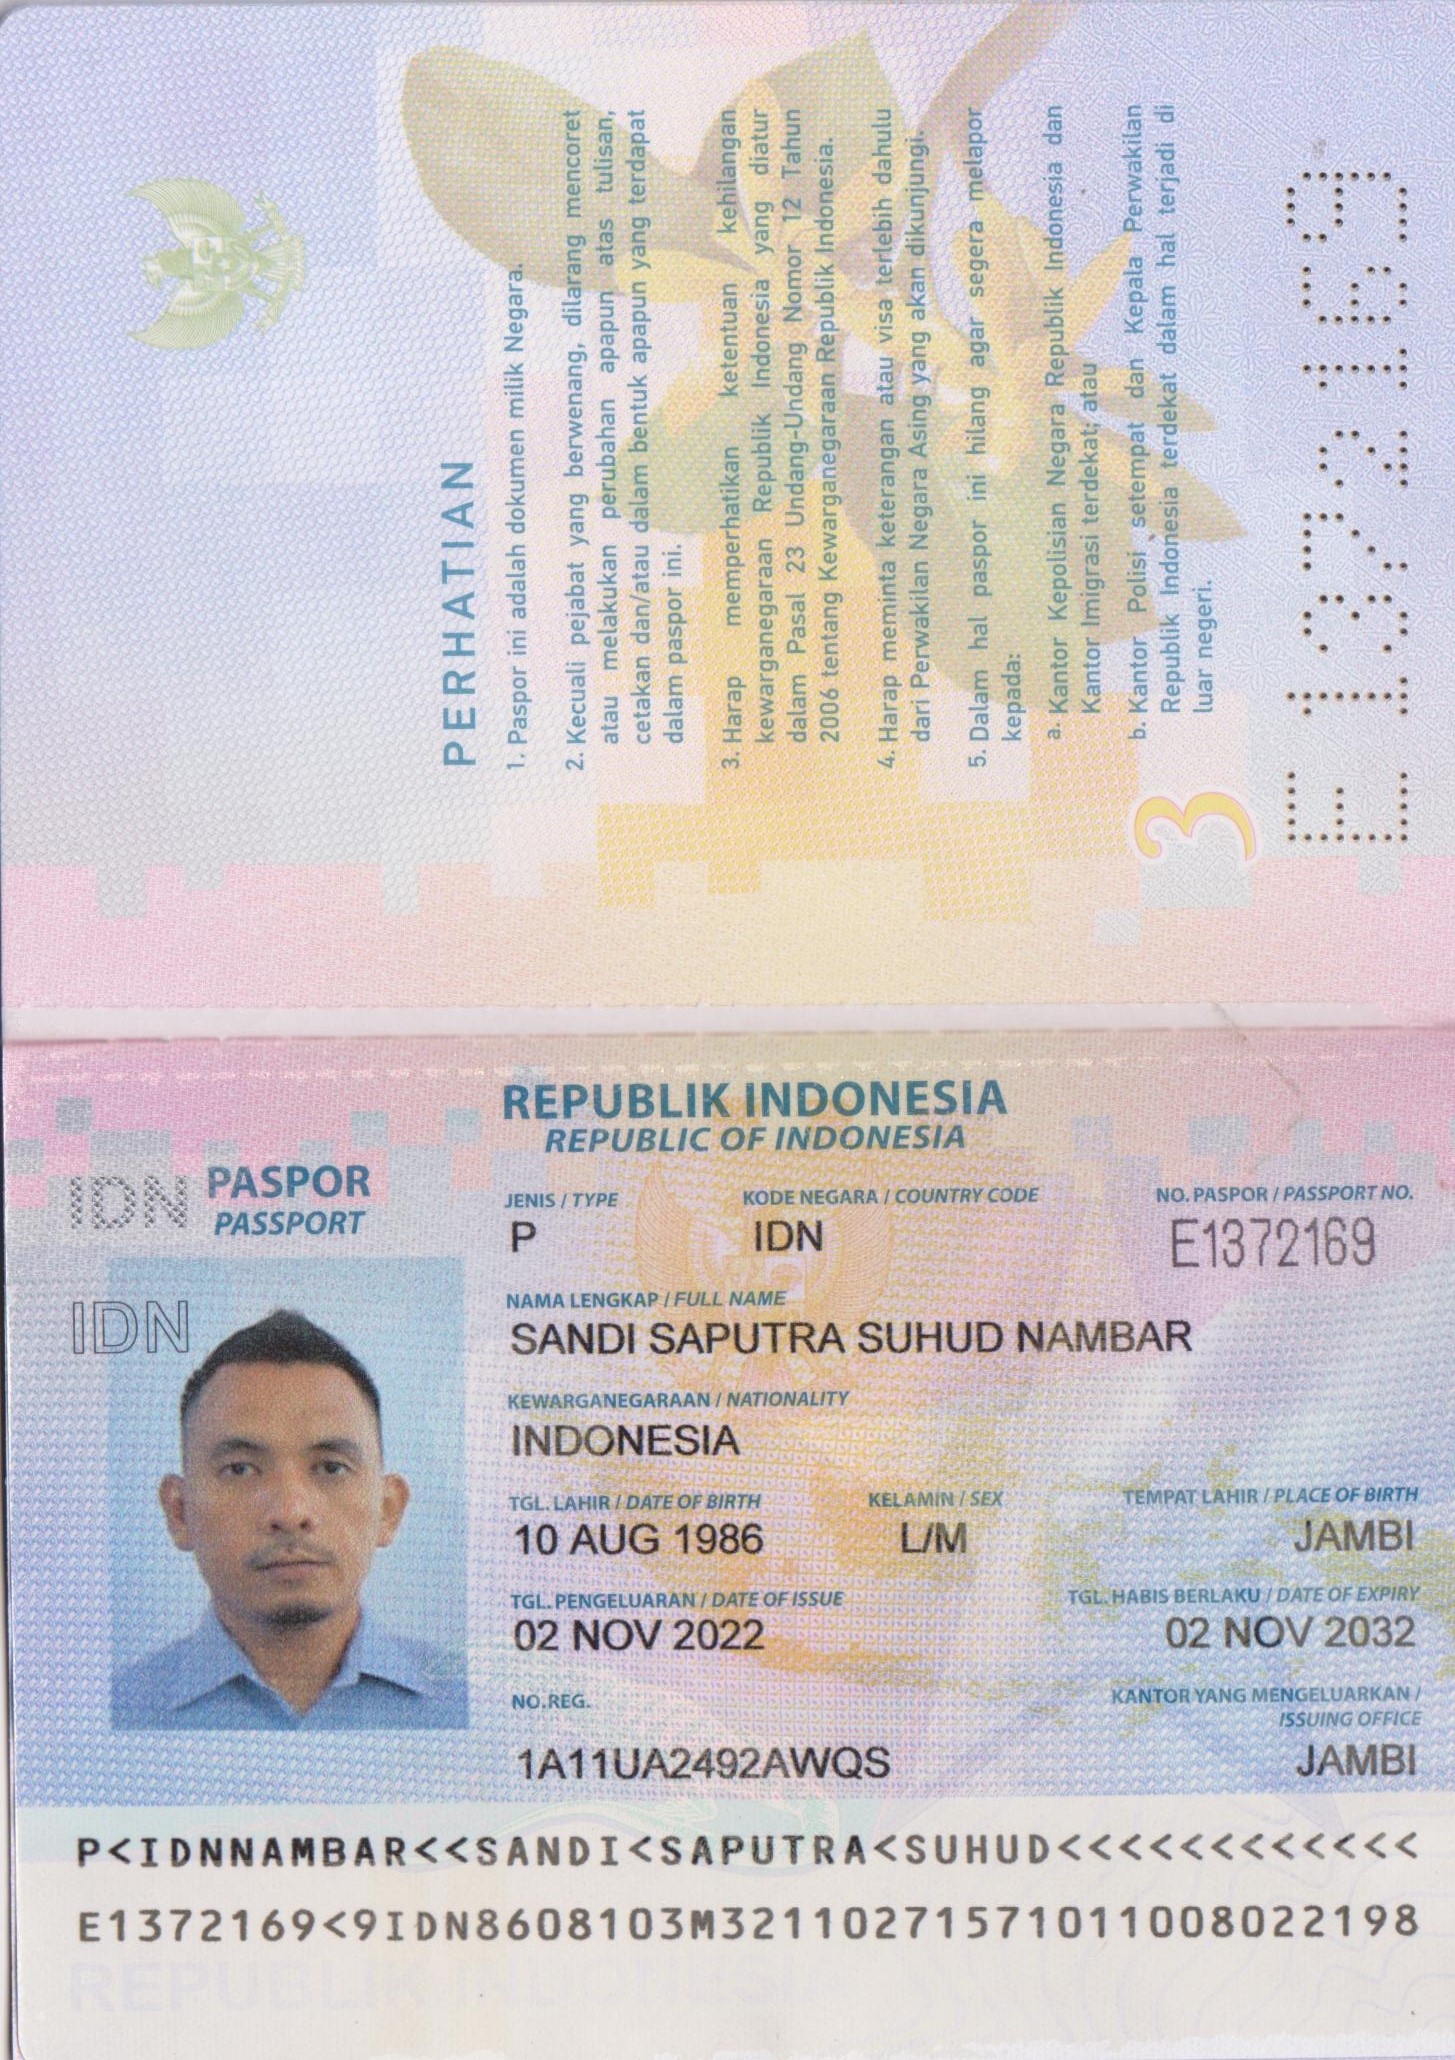 PERHATIAN
1. Paspor ini adalah dokumen milik Negara.
2. Kecuali pejabat yang berwenang, dilarang mencoret
atau melakukan perubahan apapun atas tulisan,
cetakan dan/atau dalam bentuk apapun yang terdapat
dalam paspor ini.
3. Harap memperhatikan ketentuan kehilangan
kewarganegaraan Republik Indonesia yang diatur
dalam Pasal 23 Undang-Undang Nomor 12 Tahun
2006 tentang Kewarganegaraan Republik Indonesia.
4. Harap meminta keterangan atau visa terlebih dahulu
dari Perwakilan Negara Asing yang akan dikunjungi.
5. Dalam hal paspor ini hilang agar segera melapor
kepada:
a. Kantor Kepolisian Negara Republik Indonesia dan
Kantor Imigrasi terdekat; atau
b. Kantor Polisi setempat dan Kepala Perwakilan
Republik Indonesia terdekat dalam hal terjadi di
luar negeri.
3
E1372169
REPUBLIK INDONESIA
REPUBLIC OF INDONESIA
IDN PASPOR
PASSPORT
JENIS / TYPE KODE NEGARA / COUNTRY CODE NO. PASPOR / PASSPORT NO.
P IDN E1372169
IDN
NAMA LENGKAP / FULL NAME
SANDI SAPUTRA SUHUD NAMBAR
KEWARGANEGARAAN / NATIONALITY
INDONESIA
TGL. LAHIR / DATE OF BIRTH KELAMIN / SEX TEMPAT LAHIR / PLACE OF BIRTH
10 AUG 1986 L/M JAMBI
TGL. PENGELUARAN / DATE OF ISSUE TGL. HABIS BERLAKU / DATE OF EXPIRY
02 NOV 2022 02 NOV 2032
NO.REG. KANTOR YANG MENGELUARKAN /
ISSUING OFFICE
1A11UA2492AWQS JAMBI
P<IDNNAMBAR<<SANDI<SAPUTRA<SUHUD<<<<<<<<<<<<
E1372169<9IDN8608103M32110271571011008022198